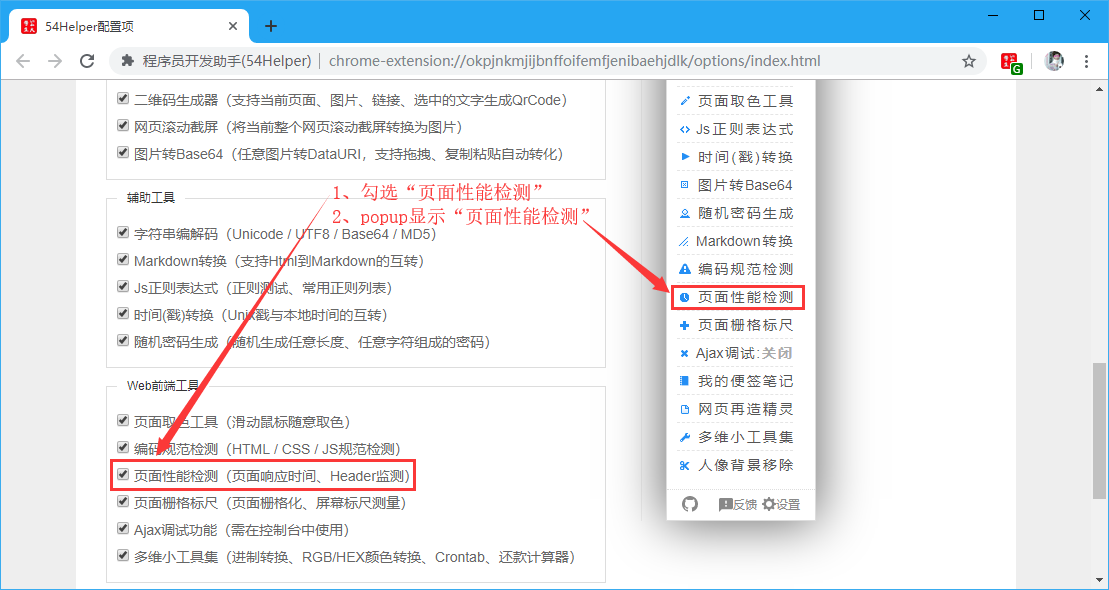 54Helper配置项
程序员开发助手(54Helper)
chrome-extension://okpjnkmjijbnffoifemfjenibaehjdlk/options/index.html
G
二维码生成器（支持当前页面、图片、链接、选中的文字生成QrCode）
网页滚动截屏（将当前整个网页滚动截屏转换为图片）
图片转Base64（任意图片转DataURI，支持拖拽、复制粘贴自动转化）
1、勾选“页面性能检测”
2、popup显示“页面性能检测”
辅助工具
字符串编解码（Unicode / UTF8 / Base64 / MD5）
Markdown转换（支持Html到Markdown的互转）
Js正则表达式（正则测试、常用正则列表）
时间(戳)转换（Unix戳与本地时间的互转）
随机密码生成（随机生成任意长度、任意字符组成的密码）
Web前端工具
页面取色工具（滑动鼠标随意取色）
编码规范检测（HTML / CSS / JS规范检测）
页面性能检测（页面响应时间、Header监测）
页面栅格标尺（页面栅格化、屏幕标尺测量）
Ajax调试功能（需在控制台中使用）
多维小工具集（进制转换、RGB/HEX颜色转换、Crontab、还款计算器）
页面取色工具
Js正则表达式
时间(戳)转换
图片转Base64
随机密码生成
Markdown转换
编码规范检测
页面性能检测
页面栅格标尺
Ajax调试:关闭
我的便签笔记
网页再造精灵
多维小工具集
人像背景移除
反馈 设置